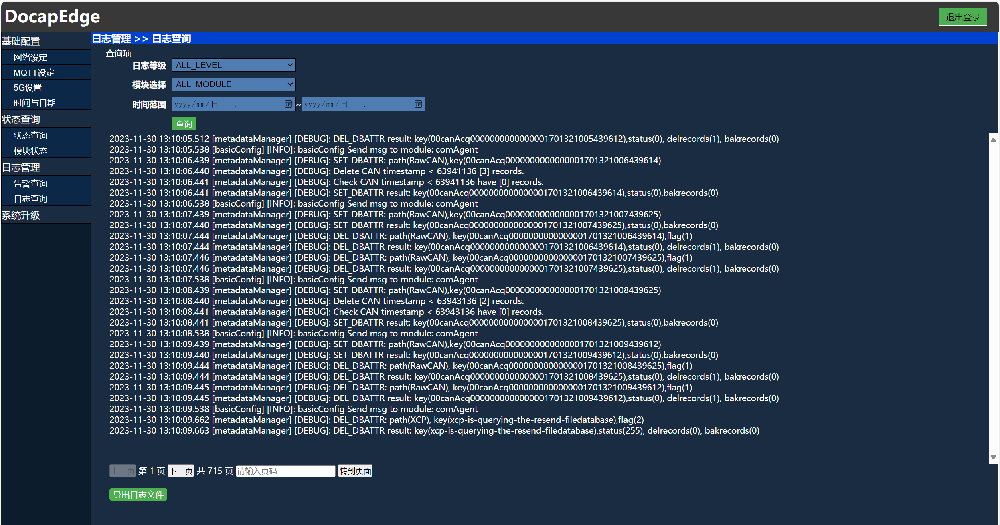 DocapEdge
退出登录
基础配置
网络设定
MQTT设定
5G设置
时间与日期
状态查询
状态查询
模块状态
日志管理
告警查询
日志查询
系统升级
日志管理 >> 日志查询
查询项
日志等级 ALL_LEVEL
模块选择 ALL_MODULE
时间范围 yyyy/mm/日 --:-- ~ yyyy/mm/日 --:--
查询
2023-11-30 13:10:05.512 [metadataManager] [DEBUG]: DEL_DBATTR result: key(00canAcq0000000000000001701321005439612),status(0), delrecords(1), bakrecords(0)
2023-11-30 13:10:05.538 [basicConfig] [INFO]: basicConfig Send msg to module: comAgent
2023-11-30 13:10:06.439 [metadataManager] [DEBUG]: SET_DBATTR: path(RawCAN),key(00canAcq0000000000000001701321006439614)
2023-11-30 13:10:06.440 [metadataManager] [DEBUG]: Delete CAN timestamp < 63941136 [3] records.
2023-11-30 13:10:06.441 [metadataManager] [DEBUG]: Check CAN timestamp < 63941136 have [0] records.
2023-11-30 13:10:06.441 [metadataManager] [DEBUG]: SET_DBATTR result: key(00canAcq0000000000000001701321006439614),status(0),bakrecords(0)
2023-11-30 13:10:06.538 [basicConfig] [INFO]: basicConfig Send msg to module: comAgent
2023-11-30 13:10:07.439 [metadataManager] [DEBUG]: SET_DBATTR: path(RawCAN),key(00canAcq0000000000000001701321007439625)
2023-11-30 13:10:07.440 [metadataManager] [DEBUG]: SET_DBATTR result: key(00canAcq0000000000000001701321007439625),status(0),bakrecords(0)
2023-11-30 13:10:07.444 [metadataManager] [DEBUG]: DEL_DBATTR: path(RawCAN), key(00canAcq0000000000000001701321006439614),flag(1)
2023-11-30 13:10:07.444 [metadataManager] [DEBUG]: DEL_DBATTR result: key(00canAcq0000000000000001701321006439614),status(0), delrecords(1), bakrecords(0)
2023-11-30 13:10:07.446 [metadataManager] [DEBUG]: DEL_DBATTR: path(RawCAN), key(00canAcq0000000000000001701321007439625),flag(1)
2023-11-30 13:10:07.446 [metadataManager] [DEBUG]: DEL_DBATTR result: key(00canAcq0000000000000001701321007439625),status(0), delrecords(1), bakrecords(0)
2023-11-30 13:10:07.538 [basicConfig] [INFO]: basicConfig Send msg to module: comAgent
2023-11-30 13:10:08.439 [metadataManager] [DEBUG]: SET_DBATTR: path(RawCAN),key(00canAcq0000000000000001701321008439625)
2023-11-30 13:10:08.440 [metadataManager] [DEBUG]: Delete CAN timestamp < 63943136 [2] records.
2023-11-30 13:10:08.441 [metadataManager] [DEBUG]: Check CAN timestamp < 63943136 have [0] records.
2023-11-30 13:10:08.441 [metadataManager] [DEBUG]: SET_DBATTR result: key(00canAcq0000000000000001701321008439625),status(0),bakrecords(0)
2023-11-30 13:10:08.538 [basicConfig] [INFO]: basicConfig Send msg to module: comAgent
2023-11-30 13:10:09.439 [metadataManager] [DEBUG]: SET_DBATTR: path(RawCAN),key(00canAcq0000000000000001701321009439612)
2023-11-30 13:10:09.440 [metadataManager] [DEBUG]: SET_DBATTR result: key(00canAcq0000000000000001701321009439612),status(0),bakrecords(0)
2023-11-30 13:10:09.444 [metadataManager] [DEBUG]: DEL_DBATTR: path(RawCAN), key(00canAcq0000000000000001701321008439625),flag(1)
2023-11-30 13:10:09.444 [metadataManager] [DEBUG]: DEL_DBATTR result: key(00canAcq0000000000000001701321008439625),status(0), delrecords(1), bakrecords(0)
2023-11-30 13:10:09.445 [metadataManager] [DEBUG]: DEL_DBATTR: path(RawCAN), key(00canAcq0000000000000001701321009439612),flag(1)
2023-11-30 13:10:09.445 [metadataManager] [DEBUG]: DEL_DBATTR result: key(00canAcq0000000000000001701321009439612),status(0), delrecords(1), bakrecords(0)
2023-11-30 13:10:09.538 [basicConfig] [INFO]: basicConfig Send msg to module: comAgent
2023-11-30 13:10:09.662 [metadataManager] [DEBUG]: DEL_DBATTR: path(XCP), key(xcp-is-querying-the-resend-filedatabase),flag(2)
2023-11-30 13:10:09.663 [metadataManager] [DEBUG]: DEL_DBATTR result: key(xcp-is-querying-the-resend-filedatabase),status(255), delrecords(0), bakrecords(0)
上一页 第 1 页 下一页 共 715 页 请输入页码 转到页面
导出日志文件